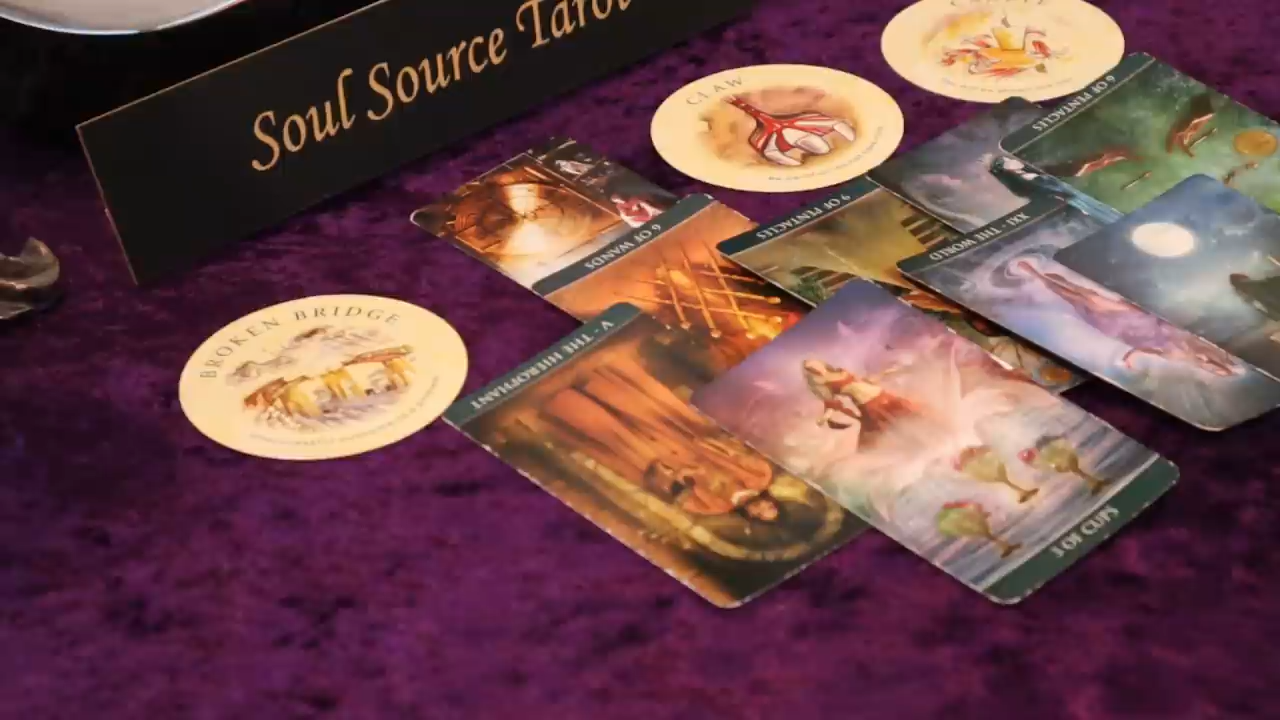 Soul Source Tarot
CLAW
6 OF PENTACLES
6 OF WANDS
9 OF PENTACLES
XXI - THE WORLD
BROKEN BRIDGE
V - THE HIEROPHANT
3 OF CUPS